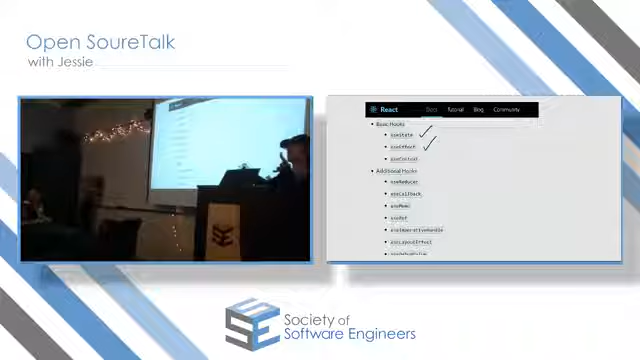 Open SoureTalk
with Jessie
React
Docs
Tutorial
Blog
Community
Basic Hooks
useState
useEffect
useContext
Additional Hooks
useReducer
useCallback
useMemo
useRef
useImperativeHandle
useLayoutEffect
useDebugValue
Society of
Software Engineers